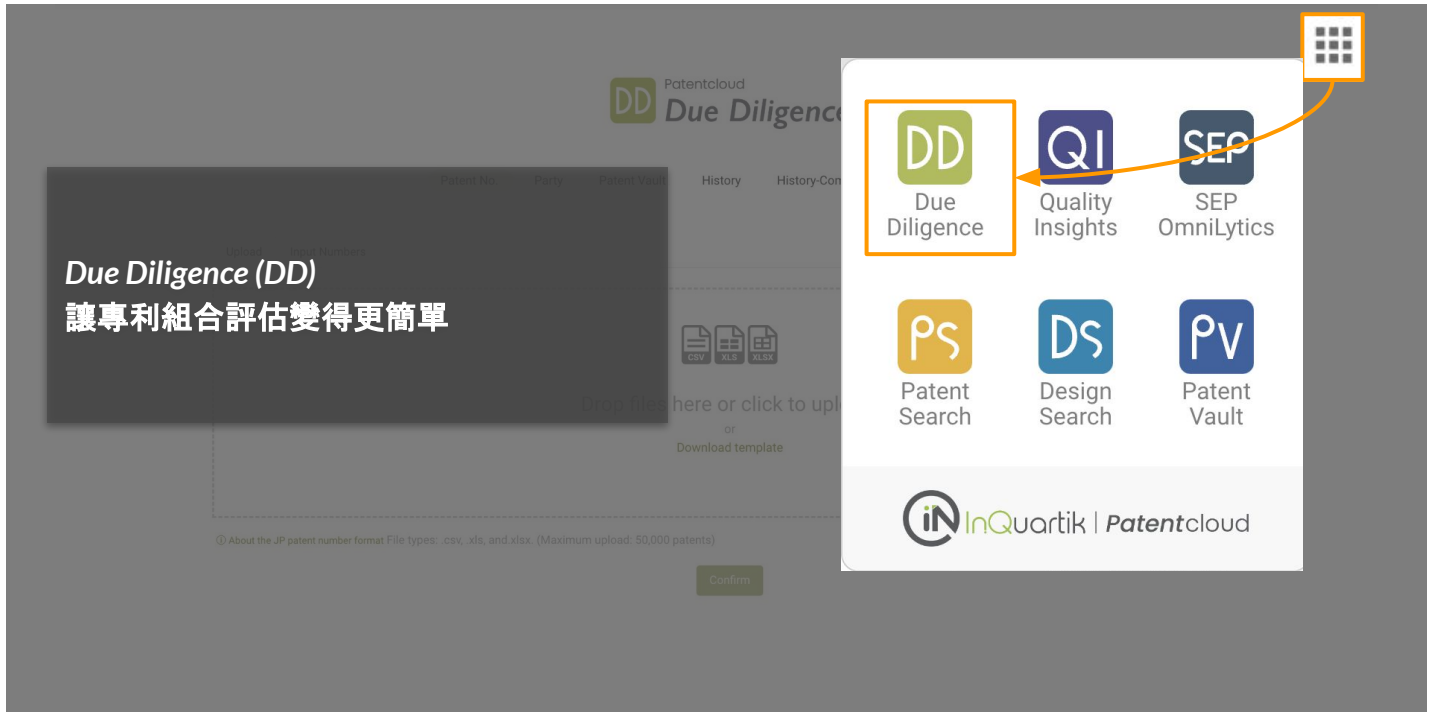 Patentcloud
DD Due Diligence
Patent No. Party Patent Vault History History-Con
Upload Input Numbers
Due Diligence (DD)
讓專利組合評估變得更簡單
CSV XLS XLSX
Drop files here or click to uplo
or
Download template
About the JP patent number format File types: .csv, .xls, and.xlsx. (Maximum upload: 50,000 patents)
Confirm
DD QI SEP
Due Diligence
Quality Insights
SEP OmniLytics
PS DS PV
Patent Search
Design Search
Patent Vault
iN InQuartik | Patentcloud